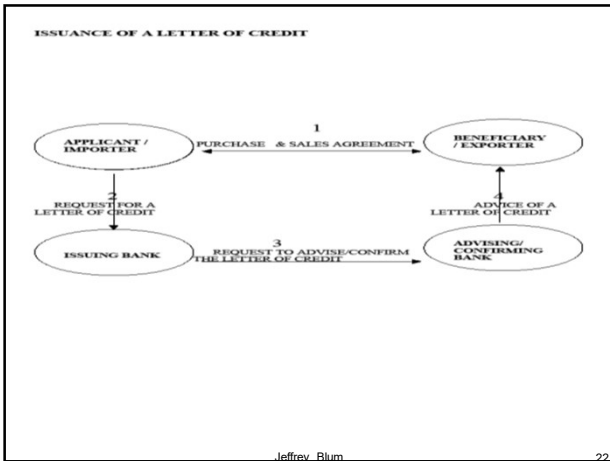 ISSUANCE OF A LETTER OF CREDIT
1
APPLICANT /
IMPORTER
PURCHASE & SALES AGREEMENT
BENEFICIARY
/ EXPORTER
2
REQUEST FOR A
LETTER OF CREDIT
4
ADVICE OF A
LETTER OF CREDIT
3
ISSUING BANK
REQUEST TO ADVISE/CONFIRM
THE LETTER OF CREDIT
ADVISING/
CONFIRMING
BANK
Jeffrey Blum
22